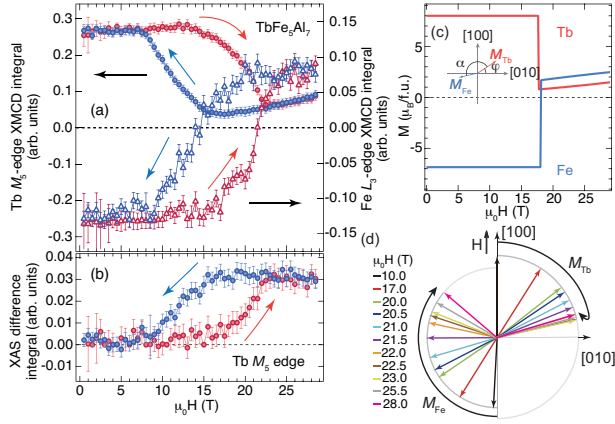 TbFe₅Al₇
0.3
0.2
0.1
0.0
-0.1
-0.2
-0.3
Tb M₅-edge XMCD integral
(arb. units)
(a)
0.15
0.10
0.05
0.00
-0.05
-0.10
-0.15
Fe L₃-edge XMCD integral
(arb. units)
0.04
0.03
0.02
0.01
0.00
-0.01
XAS difference
integral (arb. units)
(b)
Tb M₅ edge
0 5 10 15 20 25
μ₀H (T)
(c)
Tb
[100]
M_Tb
α
φ
[010]
M_Fe
Fe
5
0
-5
M (μ_B/f.u.)
0 5 10 15 20 25
μ₀H (T)
(d)
H
[100]
M_Tb
[010]
M_Fe
μ₀H (T)
10.0
17.0
20.0
20.5
21.0
21.5
22.0
22.5
23.0
25.5
28.0